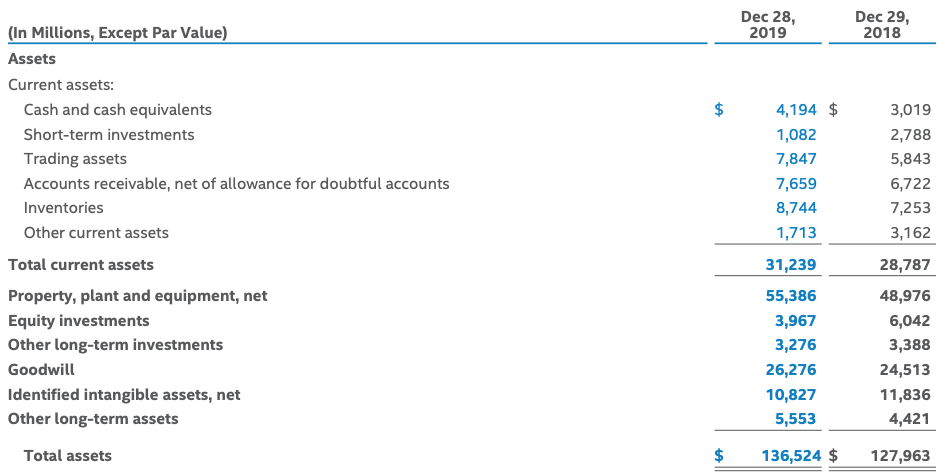 Dec 28, Dec 29,
(In Millions, Except Par Value) 2019 2018
Assets
Current assets:
Cash and cash equivalents $ 4,194 $ 3,019
Short-term investments 1,082 2,788
Trading assets 7,847 5,843
Accounts receivable, net of allowance for doubtful accounts 7,659 6,722
Inventories 8,744 7,253
Other current assets 1,713 3,162
Total current assets 31,239 28,787
Property, plant and equipment, net 55,386 48,976
Equity investments 3,967 6,042
Other long-term investments 3,276 3,388
Goodwill 26,276 24,513
Identified intangible assets, net 10,827 11,836
Other long-term assets 5,553 4,421
Total assets $ 136,524 $ 127,963